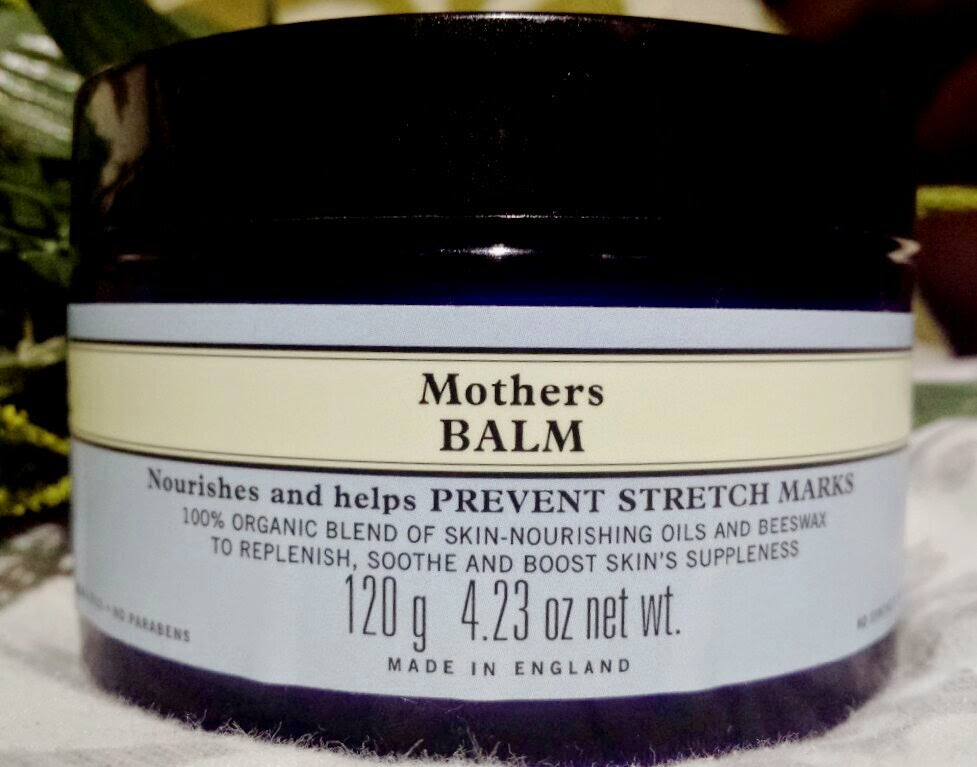 Mothers
BALM
Nourishes and helps PREVENT STRETCH MARKS
100% ORGANIC BLEND OF SKIN-NOURISHING OILS AND BEESWAX
TO REPLENISH, SOOTHE AND BOOST SKIN'S SUPPLENESS
120 g 4.23 oz net wt.
• NO PARABENS
NO
MADE IN ENGLAND